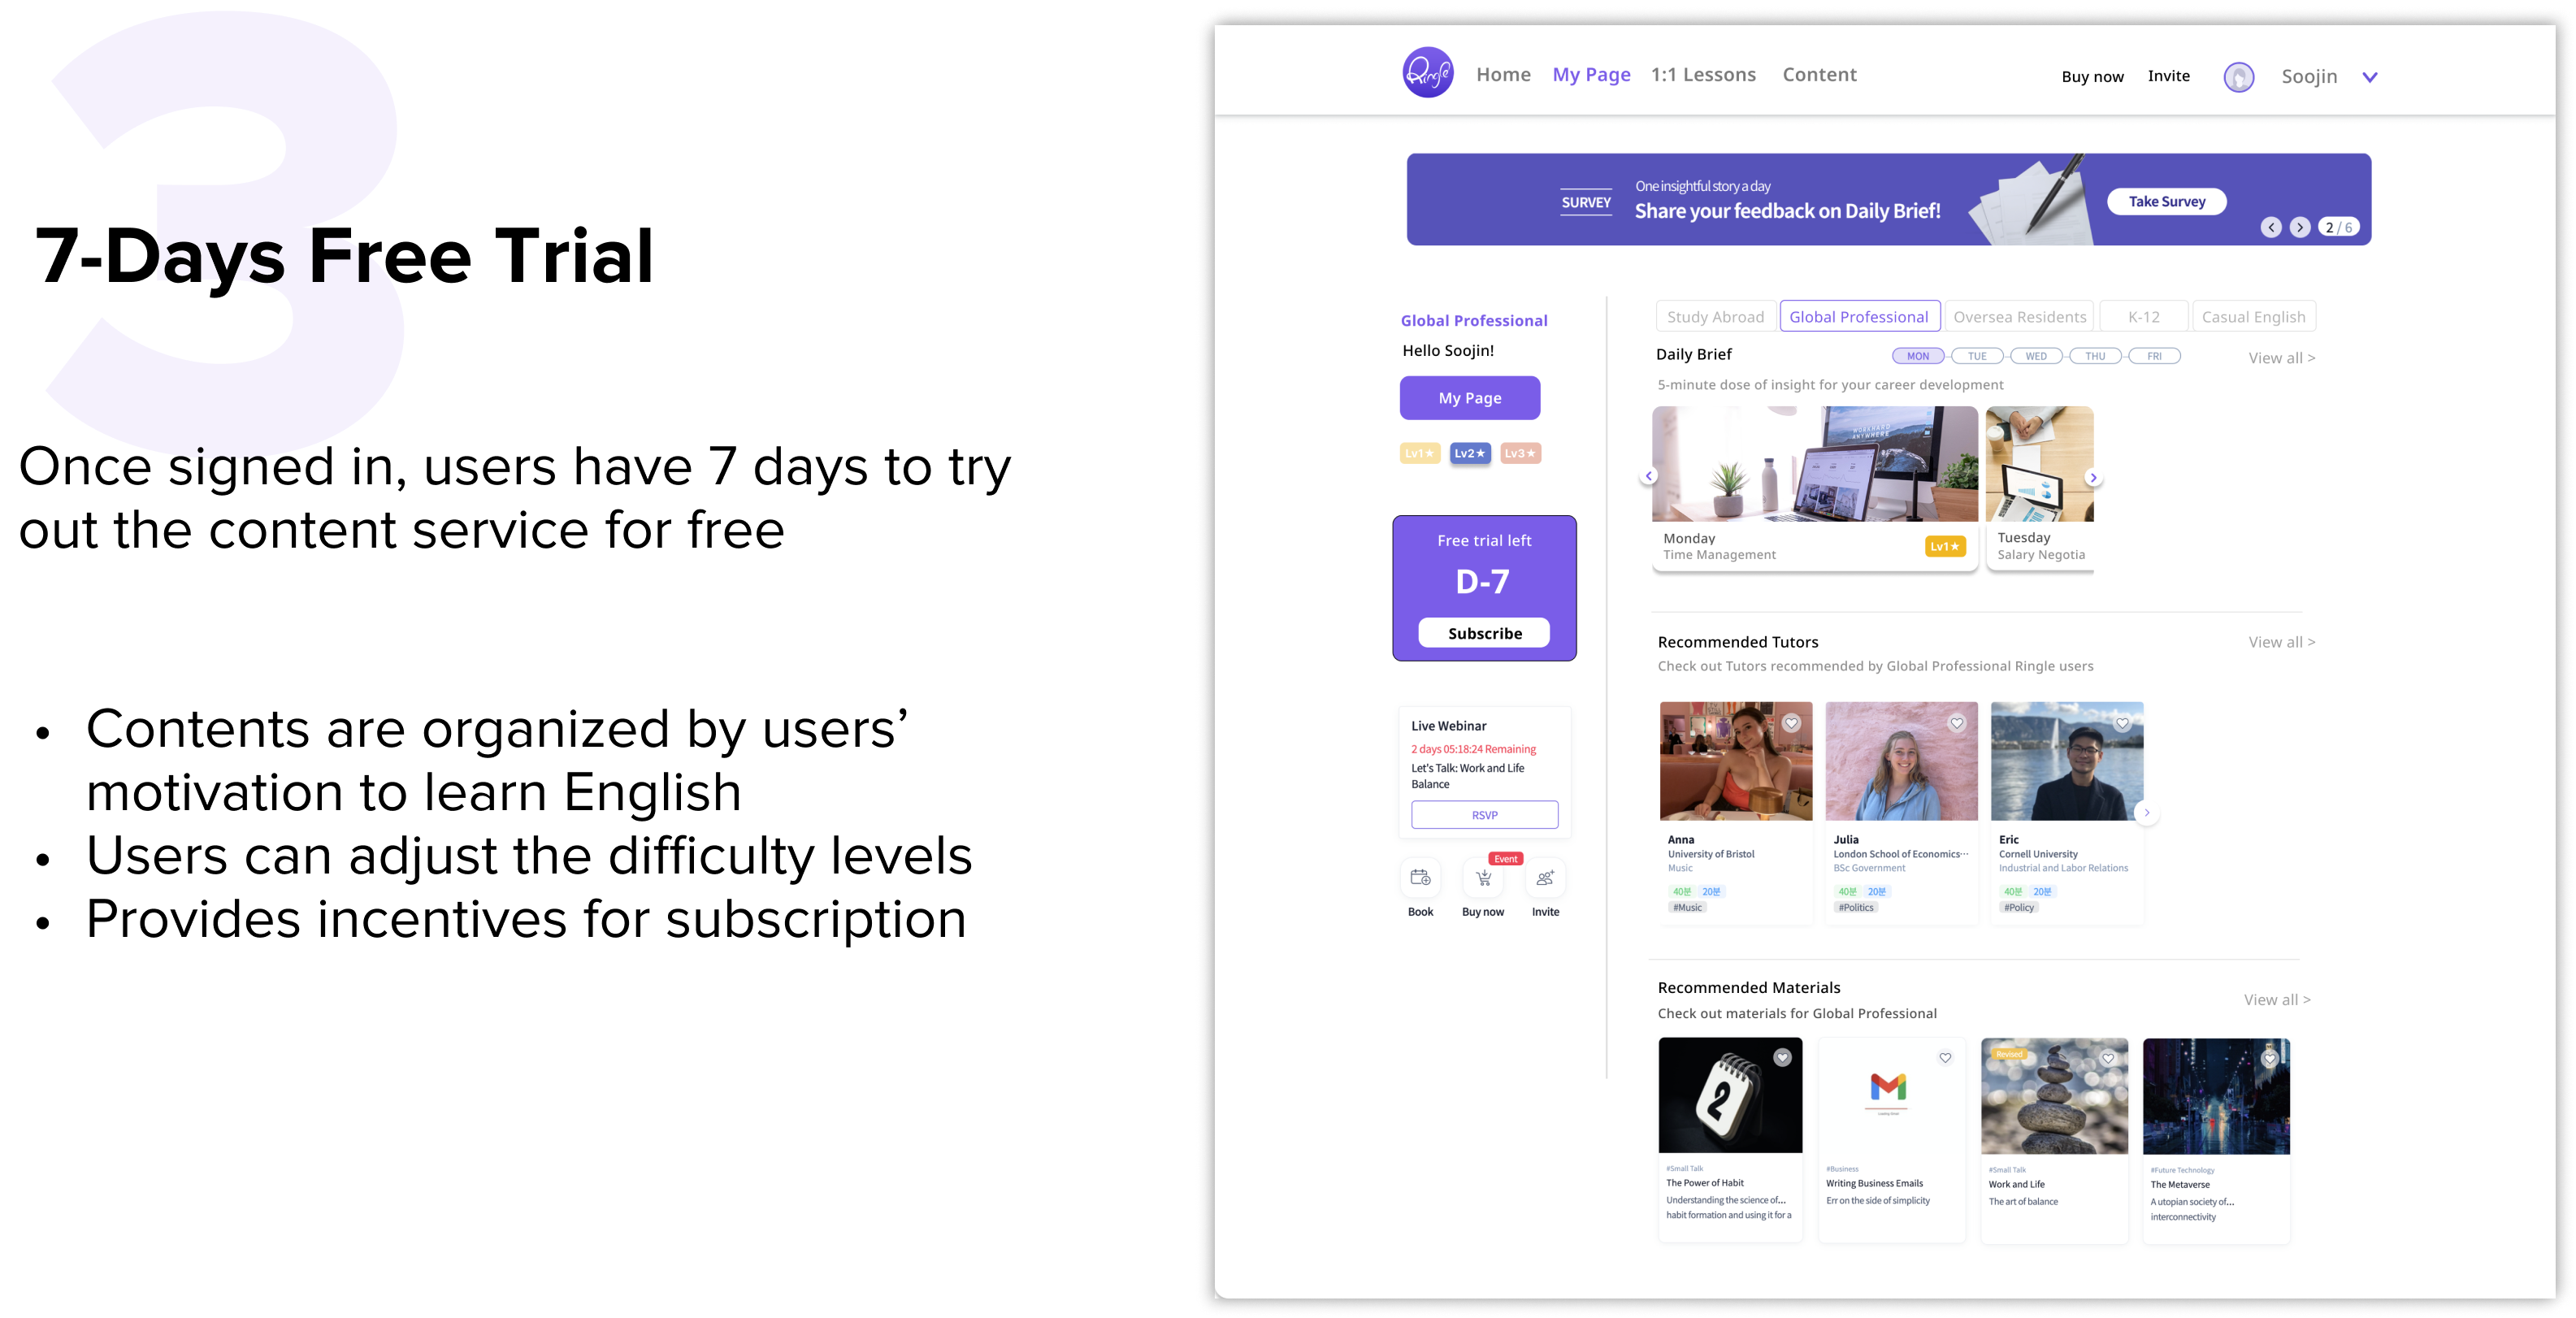 3
7-Days Free Trial
Once signed in, users have 7 days to try
out the content service for free
• Contents are organized by users’
motivation to learn English
• Users can adjust the difficulty levels
• Provides incentives for subscription
Ringle Home My Page 1:1 Lessons Content Buy now Invite Soojin
SURVEY
One insightful story a day
Share your feedback on Daily Brief!
Take Survey
2 / 6
Global Professional
Hello Soojin!
My Page
Lv1★ Lv2★ Lv3★
Free trial left
D-7
Subscribe
Live Webinar
2 days 05:18:24 Remaining
Let's Talk: Work and Life
Balance
RSVP
Event
Book Buy now Invite
Study Abroad Global Professional Oversea Residents K-12 Casual English
Daily Brief MON TUE WED THU FRI View all >
5-minute dose of insight for your career development
WORKHARD
ANYWHERE
Monday
Time Management
Lv1★
Tuesday
Salary Negotia
Recommended Tutors View all >
Check out Tutors recommended by Global Professional Ringle users
Anna
University of Bristol
Music
40분 20분
#Music
Julia
London School of Economics···
BSc Government
40분 20분
#Politics
Eric
Cornell University
Industrial and Labor Relations
40분 20분
#Policy
Recommended Materials View all >
Check out materials for Global Professional
2
#Small Talk
The Power of Habit
Understanding the science of...
habit formation and using it for a
#Business
Writing Business Emails
Err on the side of simplicity
Revised
#Small Talk
Work and Life
The art of balance
#Future Technology
The Metaverse
A utopian society of...
interconnectivity